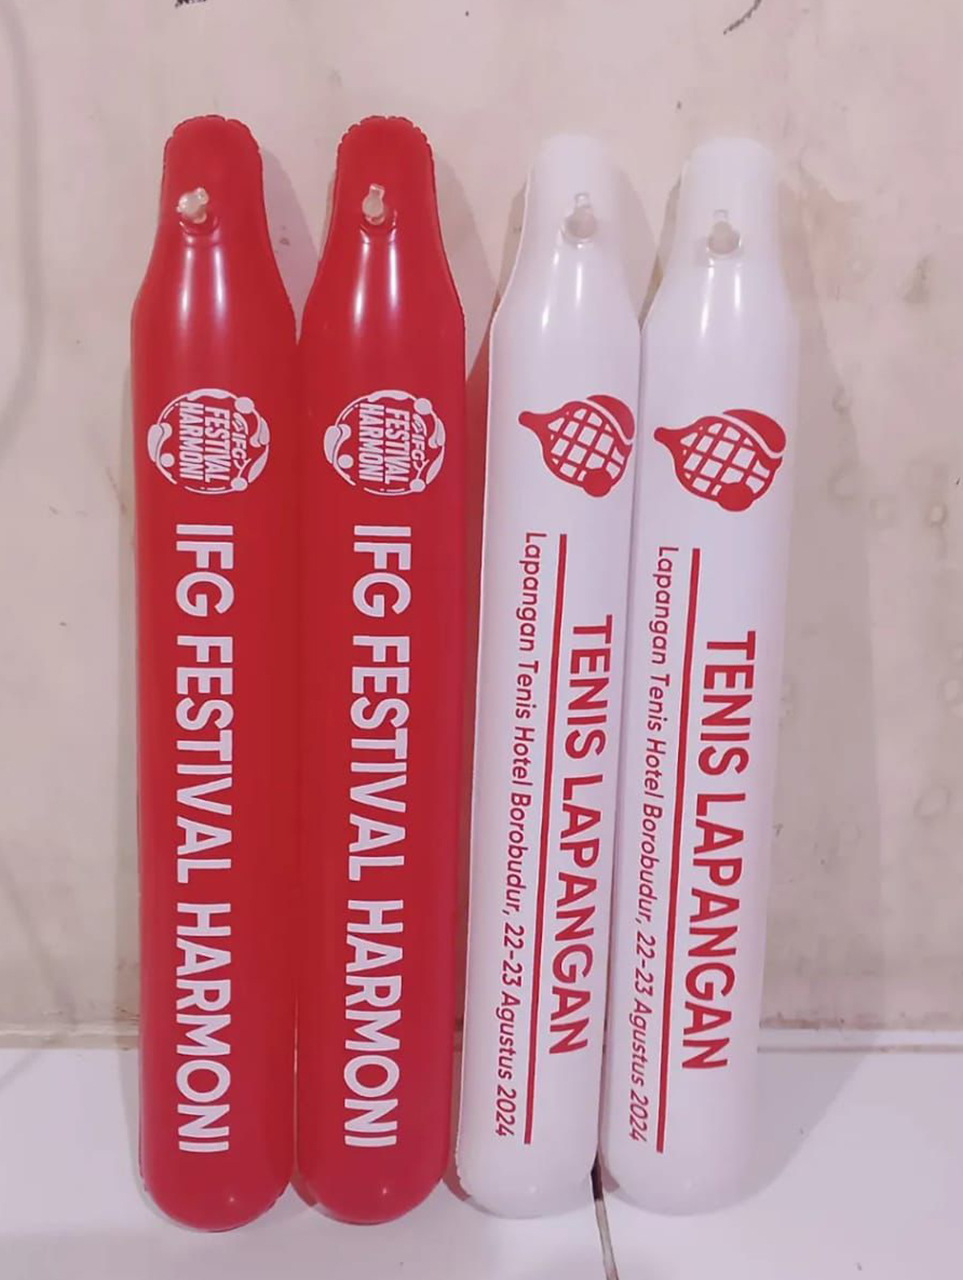 IFG
FESTIVAL
HARMONI
IFG FESTIVAL HARMONI
IFG
FESTIVAL
HARMONI
IFG FESTIVAL HARMONI
TENIS LAPANGAN
Lapangan Tenis Hotel Borobudur, 22-23 Agustus 2024
TENIS LAPANGAN
Lapangan Tenis Hotel Borobudur, 22-23 Agustus 2024